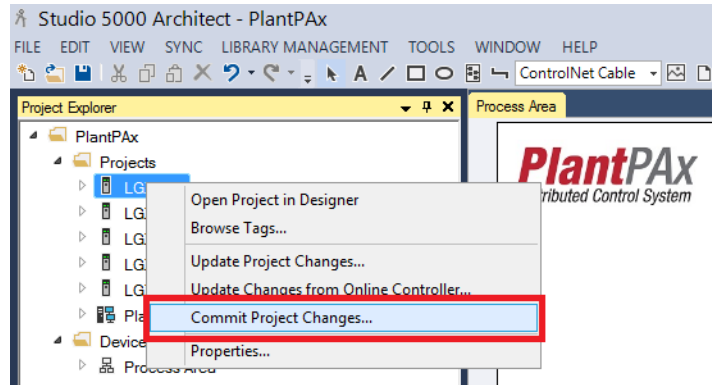 Studio 5000 Architect - PlantPAx
FILE EDIT VIEW SYNC LIBRARY MANAGEMENT TOOLS WINDOW HELP
A ControlNet Cable
Project Explorer
Process Area
PlantPAx
Projects
LG
LG
LG
LG
LG
Pla
Device
Process Area
Open Project in Designer
Browse Tags...
Update Project Changes...
Update Changes from Online Controller...
Commit Project Changes...
Properties...
PlantPAx
tributed Control System